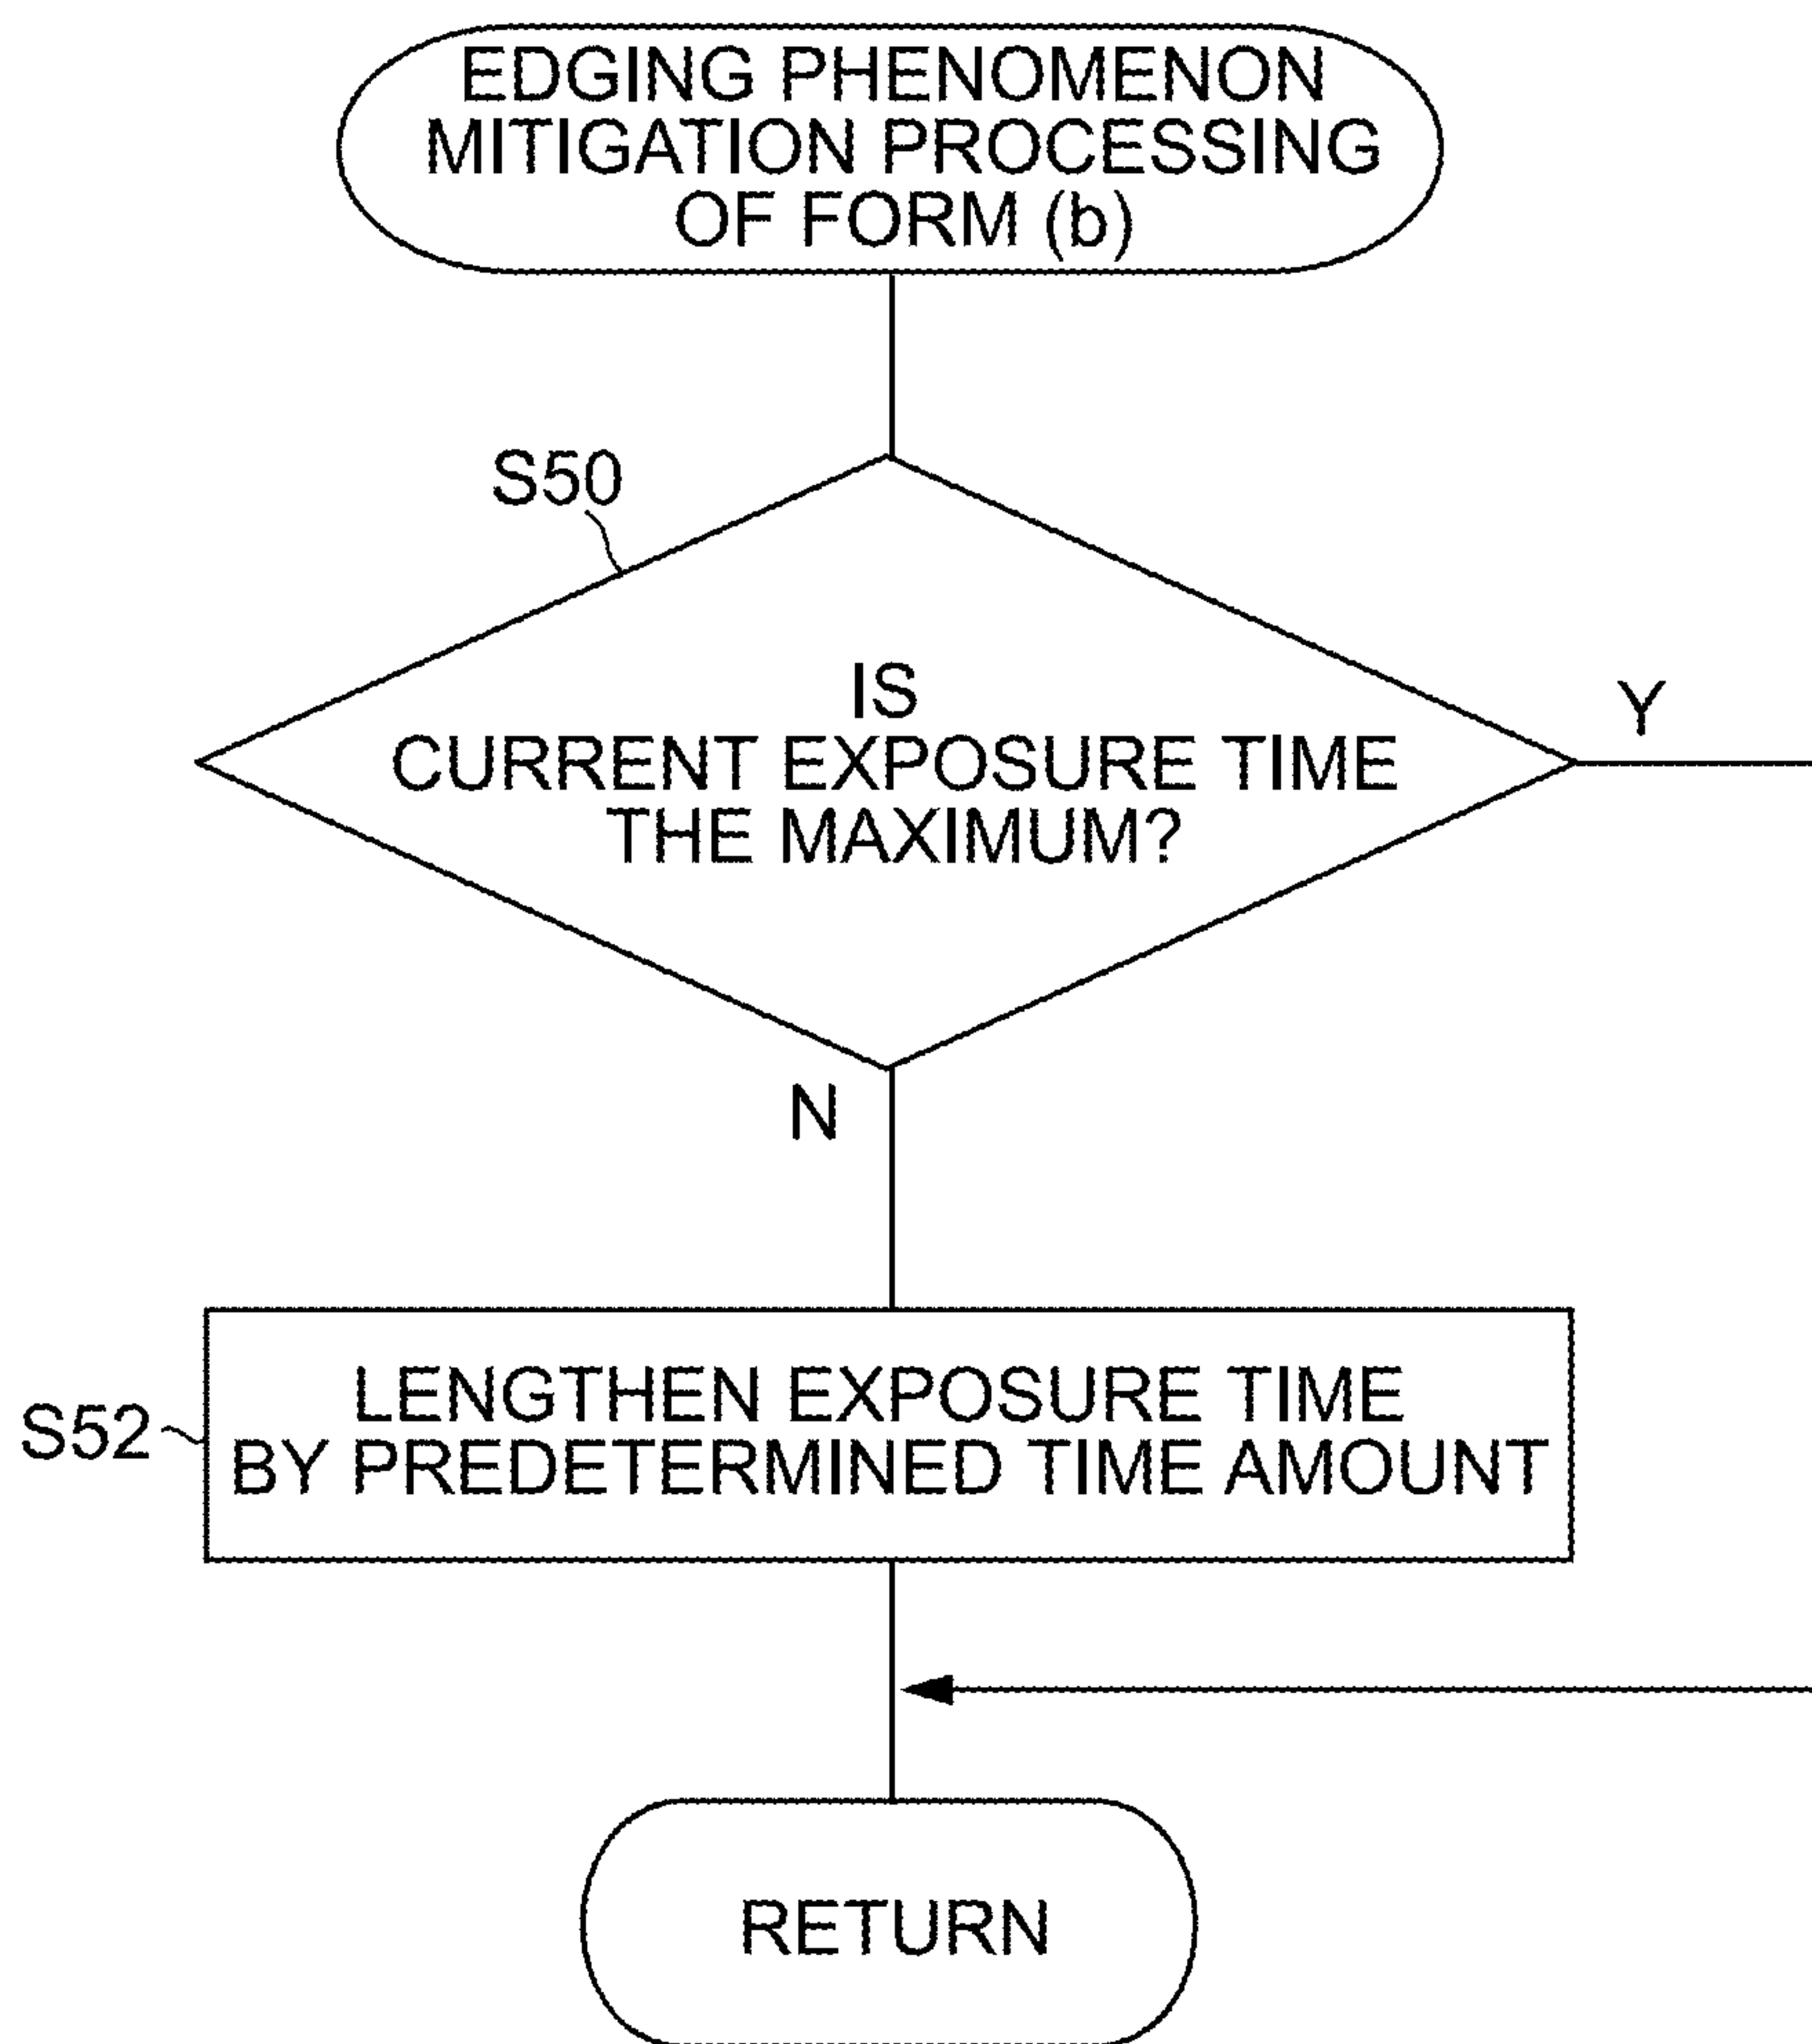 EDGING PHENOMENON
MITIGATION PROCESSING
OF FORM (b)
S50
IS
CURRENT EXPOSURE TIME
THE MAXIMUM?
Y
N
S52
LENGTHEN EXPOSURE TIME
BY PREDETERMINED TIME AMOUNT
RETURN